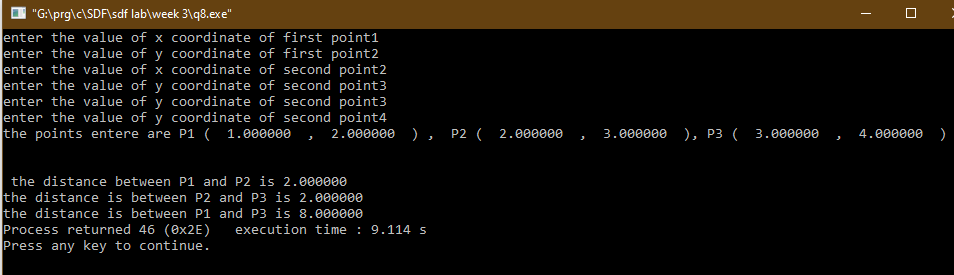 "G:\prg\c\SDF\sdf lab\week 3\q8.exe"
enter the value of x coordinate of first point1
enter the value of y coordinate of first point2
enter the value of x coordinate of second point2
enter the value of y coordinate of second point3
enter the value of y coordinate of second point3
enter the value of y coordinate of second point4
the points entere are P1 (  1.000000  ,  2.000000  ) ,  P2 (  2.000000  ,  3.000000  ), P3 (  3.000000  ,  4.000000  )
 the distance between P1 and P2 is 2.000000
the distance is between P2 and P3 is 2.000000
the distance is between P1 and P3 is 8.000000
Process returned 46 (0x2E)   execution time : 9.114 s
Press any key to continue.